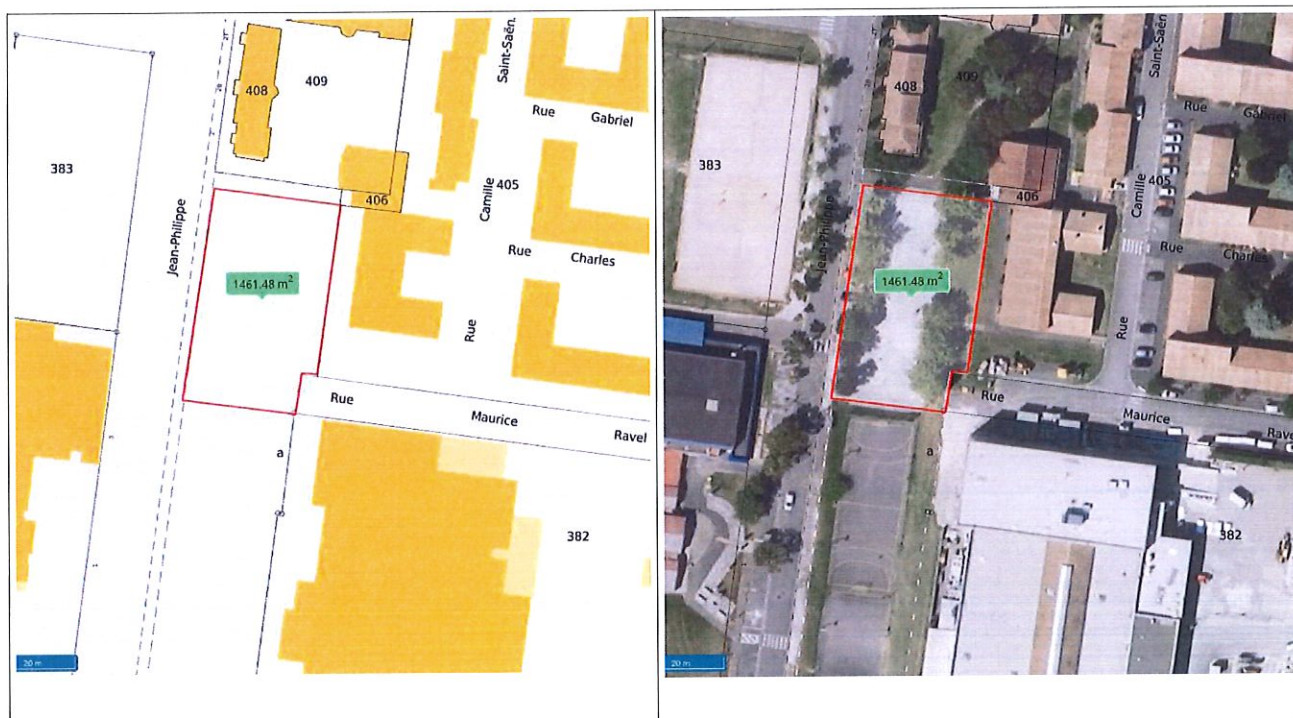 Saint-Saën.
408
409
Rue Gabriel
383
405
Camille
406
Jean-Philippe
Rue Charles
1461.48 m²
Rue
Rue Maurice Ravel
a
382
20 m
Saint-Saën
408
409
Rue Gabriel
383
405
Camille
406
Jean-Philippe
Rue Charles
1461.48 m²
Rue
Rue Maurice Rave
a
382
20 m